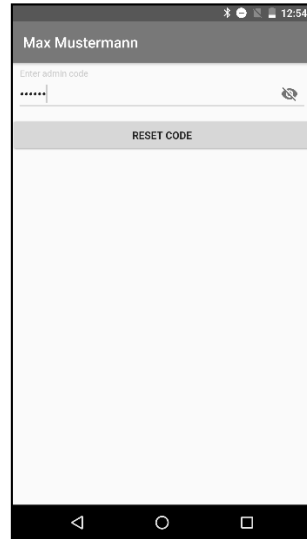 12:54
Max Mustermann
Enter admin code
••••••
RESET CODE